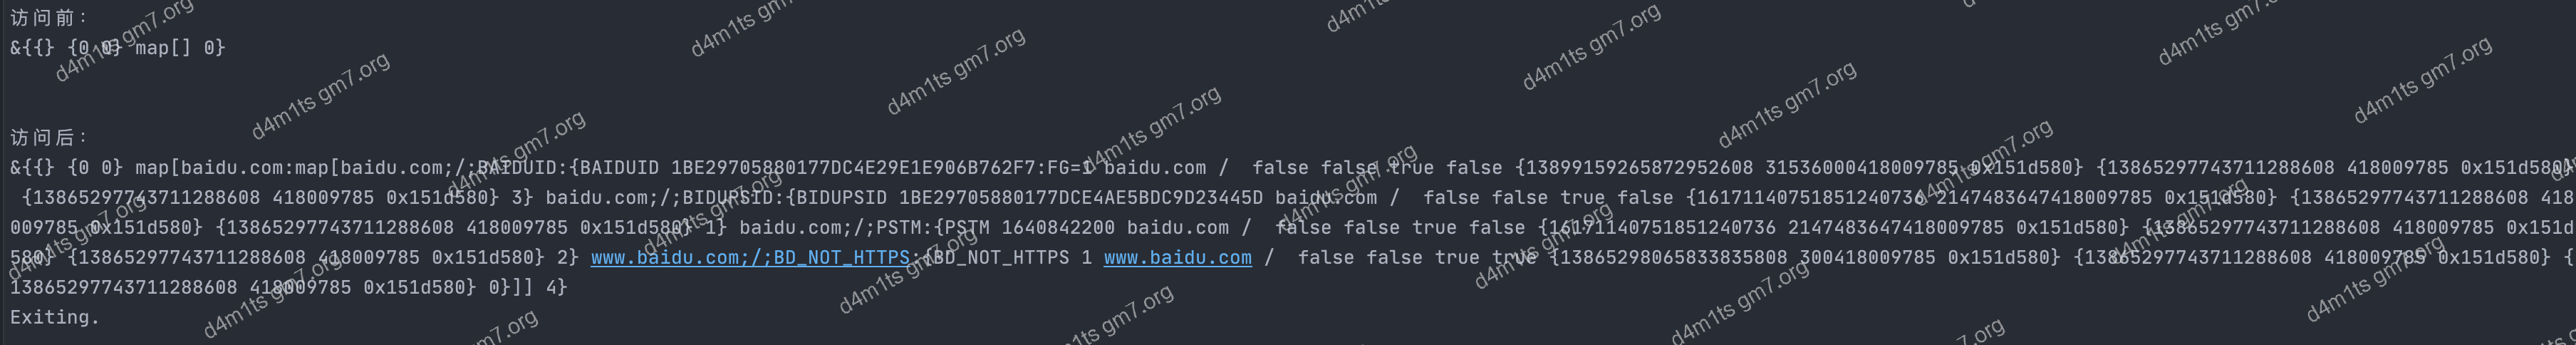 访问前:
&{{} {0 0} map[] 0}
访问后:
&{{} {0 0} map[baidu.com:map[baidu.com;/;BAIDUID:{BAIDUID 1BE29705880177DC4E29E1E906B762F7:FG=1 baidu.com /  false false true false {13899159265872952608 315360000418009785 0x151d580} {13865297743711288608 418009785 0x151d580}
 {13865297743711288608 418009785 0x151d580} 3} baidu.com;/;BIDUPSID:{BIDUPSID 1BE29705880177DCE4AE5BDC9D23445D baidu.com /  false false true false {16171140751851240736 2147483647418009785 0x151d580} {13865297743711288608 418
009785 0x151d580} {13865297743711288608 418009785 0x151d580} 1} baidu.com;/;PSTM:{PSTM 1640842200 baidu.com /  false false true false {16171140751851240736 2147483647418009785 0x151d580} {13865297743711288608 418009785 0x151d
580} {13865297743711288608 418009785 0x151d580} 2} www.baidu.com;/;BD_NOT_HTTPS:{BD_NOT_HTTPS 1 www.baidu.com /  false false true true {13865298065833835808 300418009785 0x151d580} {13865297743711288608 418009785 0x151d580} {
13865297743711288608 418009785 0x151d580} 0}]] 4}
Exiting.
d4m1ts gm7.org